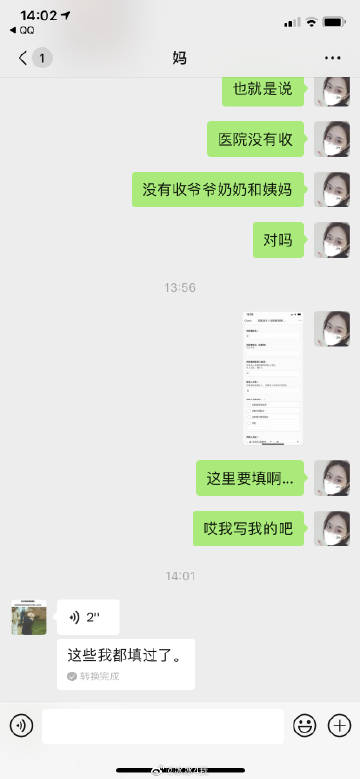 14:02
QQ
1
妈
也就是说
医院没有收
没有收爷爷奶奶和姨妈
对吗
13:56
这里要填啊...
哎我写我的吧
14:01
2"
这些我都填过了。
转换完成